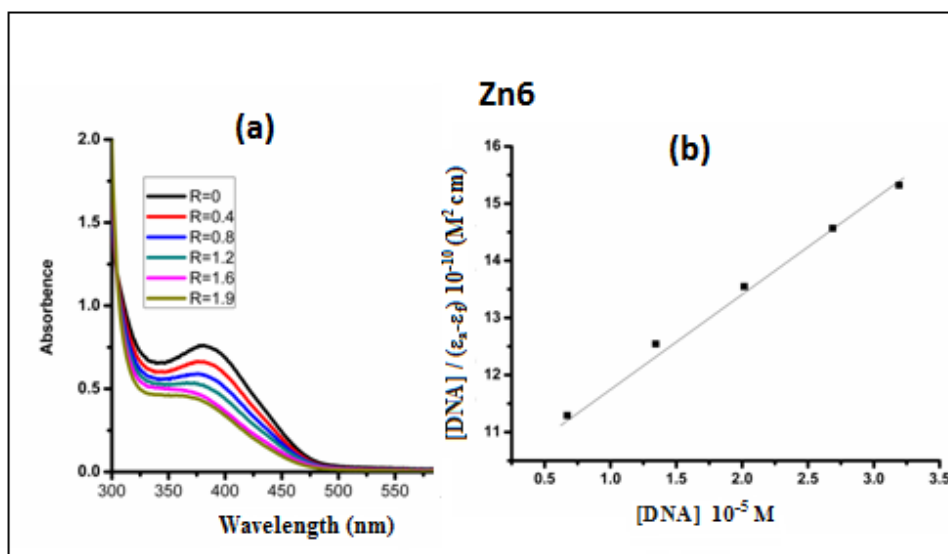 Zn6
(a)
2.0
1.5
1.0
0.5
0.0
Absorbence
R=0
R=0.4
R=0.8
R=1.2
R=1.6
R=1.9
300 350 400 450 500 550
Wavelength (nm)
(b)
16
15
14
13
12
11
[DNA] / (εa-εf) 10⁻¹⁰ (M² cm)
0.5 1.0 1.5 2.0 2.5 3.0 3.5
[DNA] 10⁻⁵ M